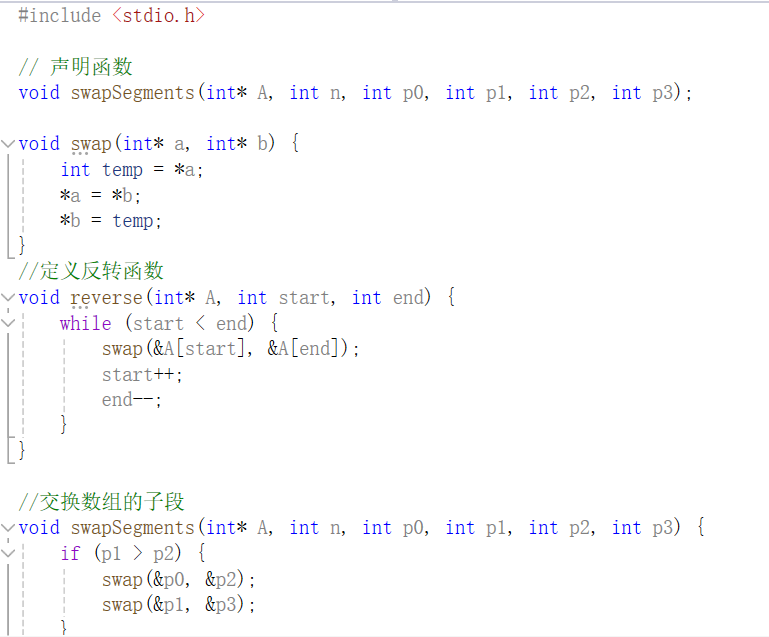 #include <stdio.h>
// 声明函数
void swapSegments(int* A, int n, int p0, int p1, int p2, int p3);
void swap(int* a, int* b) {
int temp = *a;
*a = *b;
*b = temp;
}
//定义反转函数
void reverse(int* A, int start, int end) {
while (start < end) {
swap(&A[start], &A[end]);
start++;
end--;
}
}
//交换数组的子段
void swapSegments(int* A, int n, int p0, int p1, int p2, int p3) {
if (p1 > p2) {
swap(&p0, &p2);
swap(&p1, &p3);
}